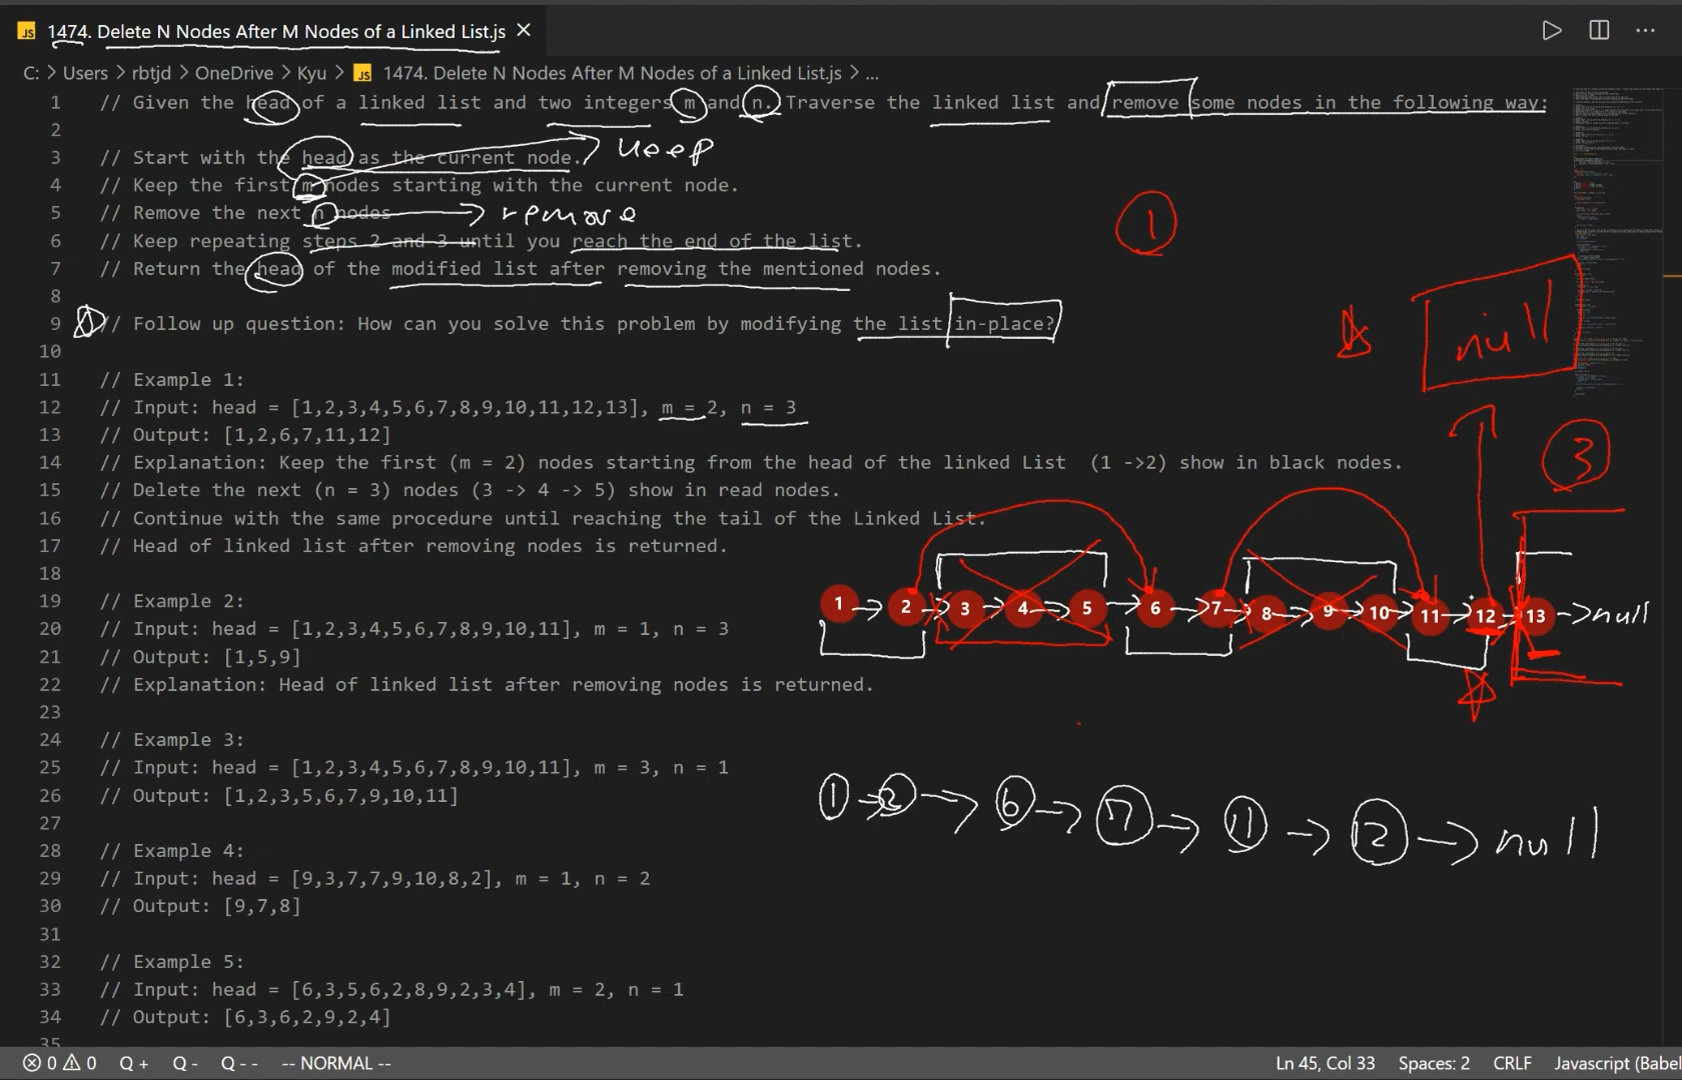 JS 1474. Delete N Nodes After M Nodes of a Linked List.js
C: > Users > rbtjd > OneDrive > Kyu > JS 1474. Delete N Nodes After M Nodes of a Linked List.js > ...
1 // Given the head of a linked list and two integers m and n. Traverse the linked list and remove some nodes in the following way:
2
3 // Start with the head as the current node. keep
4 // Keep the first m nodes starting with the current node.
5 // Remove the next n nodes remove
6 // Keep repeating steps 2 and 3 until you reach the end of the list.
7 // Return the head of the modified list after removing the mentioned nodes.
8
9 // Follow up question: How can you solve this problem by modifying the list in-place?
10
11 // Example 1:
12 // Input: head = [1,2,3,4,5,6,7,8,9,10,11,12,13], m = 2, n = 3
13 // Output: [1,2,6,7,11,12]
14 // Explanation: Keep the first (m = 2) nodes starting from the head of the linked List  (1 ->2) show in black nodes.
15 // Delete the next (n = 3) nodes (3 -> 4 -> 5) show in read nodes.
16 // Continue with the same procedure until reaching the tail of the Linked List.
17 // Head of linked list after removing nodes is returned.
18
19 // Example 2:
20 // Input: head = [1,2,3,4,5,6,7,8,9,10,11], m = 1, n = 3
21 // Output: [1,5,9]
22 // Explanation: Head of linked list after removing nodes is returned.
23
24 // Example 3:
25 // Input: head = [1,2,3,4,5,6,7,8,9,10,11], m = 3, n = 1
26 // Output: [1,2,3,5,6,7,9,10,11]
27
28 // Example 4:
29 // Input: head = [9,3,7,7,9,10,8,2], m = 1, n = 2
30 // Output: [9,7,8]
31
32 // Example 5:
33 // Input: head = [6,3,5,6,2,8,9,2,3,4], m = 2, n = 1
34 // Output: [6,3,6,2,9,2,4]
35
1
null
3
1 2 3 4 5 6 7 8 9 10 11 12 13 null
1 2 6 7 11 12 null
0 0 Q + Q - Q - - -- NORMAL -- Ln 45, Col 33 Spaces: 2 CRLF Javascript (Babel